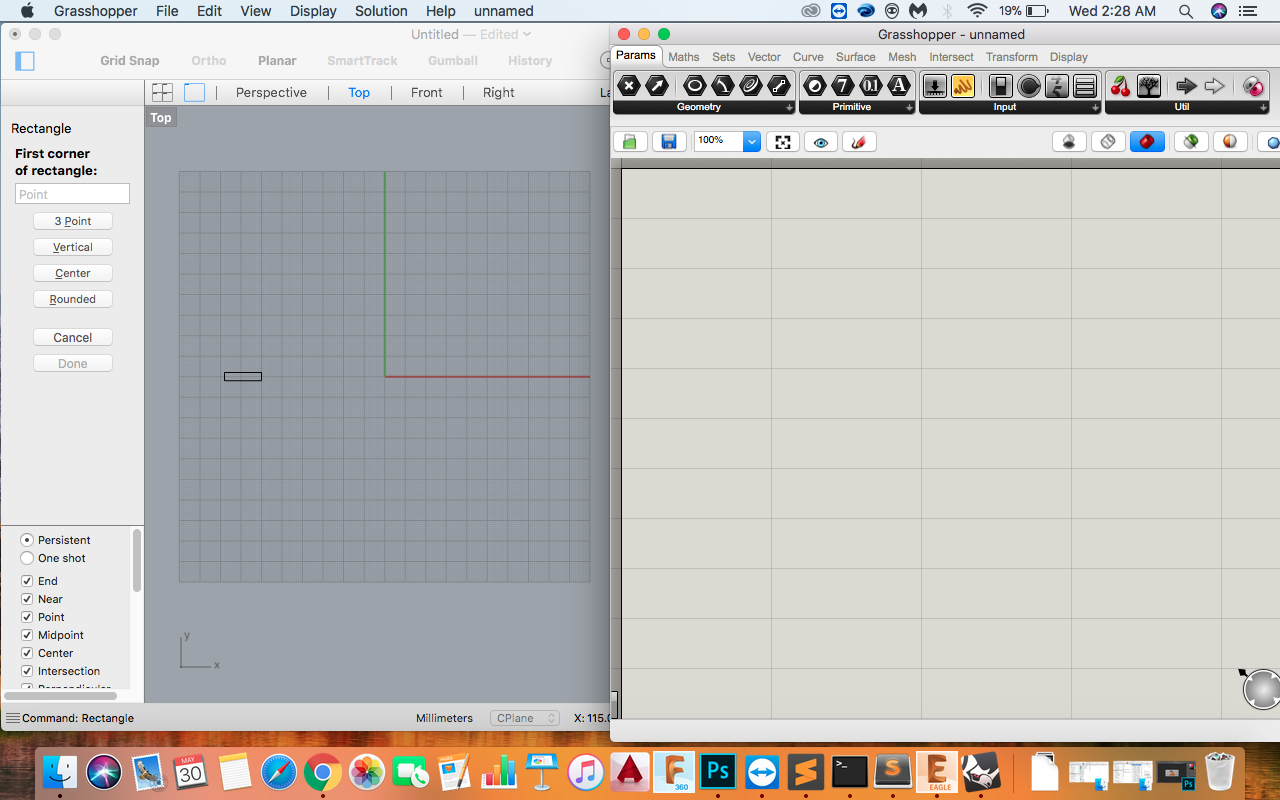 Grasshopper File Edit View Display Solution Help unnamed 19% Wed 2:28 AM
Untitled — Edited
Grasshopper - unnamed
Grid Snap Ortho Planar SmartTrack Gumball History
Params Maths Sets Vector Curve Surface Mesh Intersect Transform Display
Perspective Top Front Right La
7 0.1 A
Geometry Primitive Input Util
Top
100%
Rectangle
First corner
of rectangle:
Point
3 Point
Vertical
Center
Rounded
Cancel
Done
Persistent
One shot
End
Near
Point
Midpoint
Center
Intersection
Perpendicular
y
x
Command: Rectangle Millimeters CPlane X: 115.0
MAY
30
F
360
Ps
>_
S
S
E
EAGLE
Ps